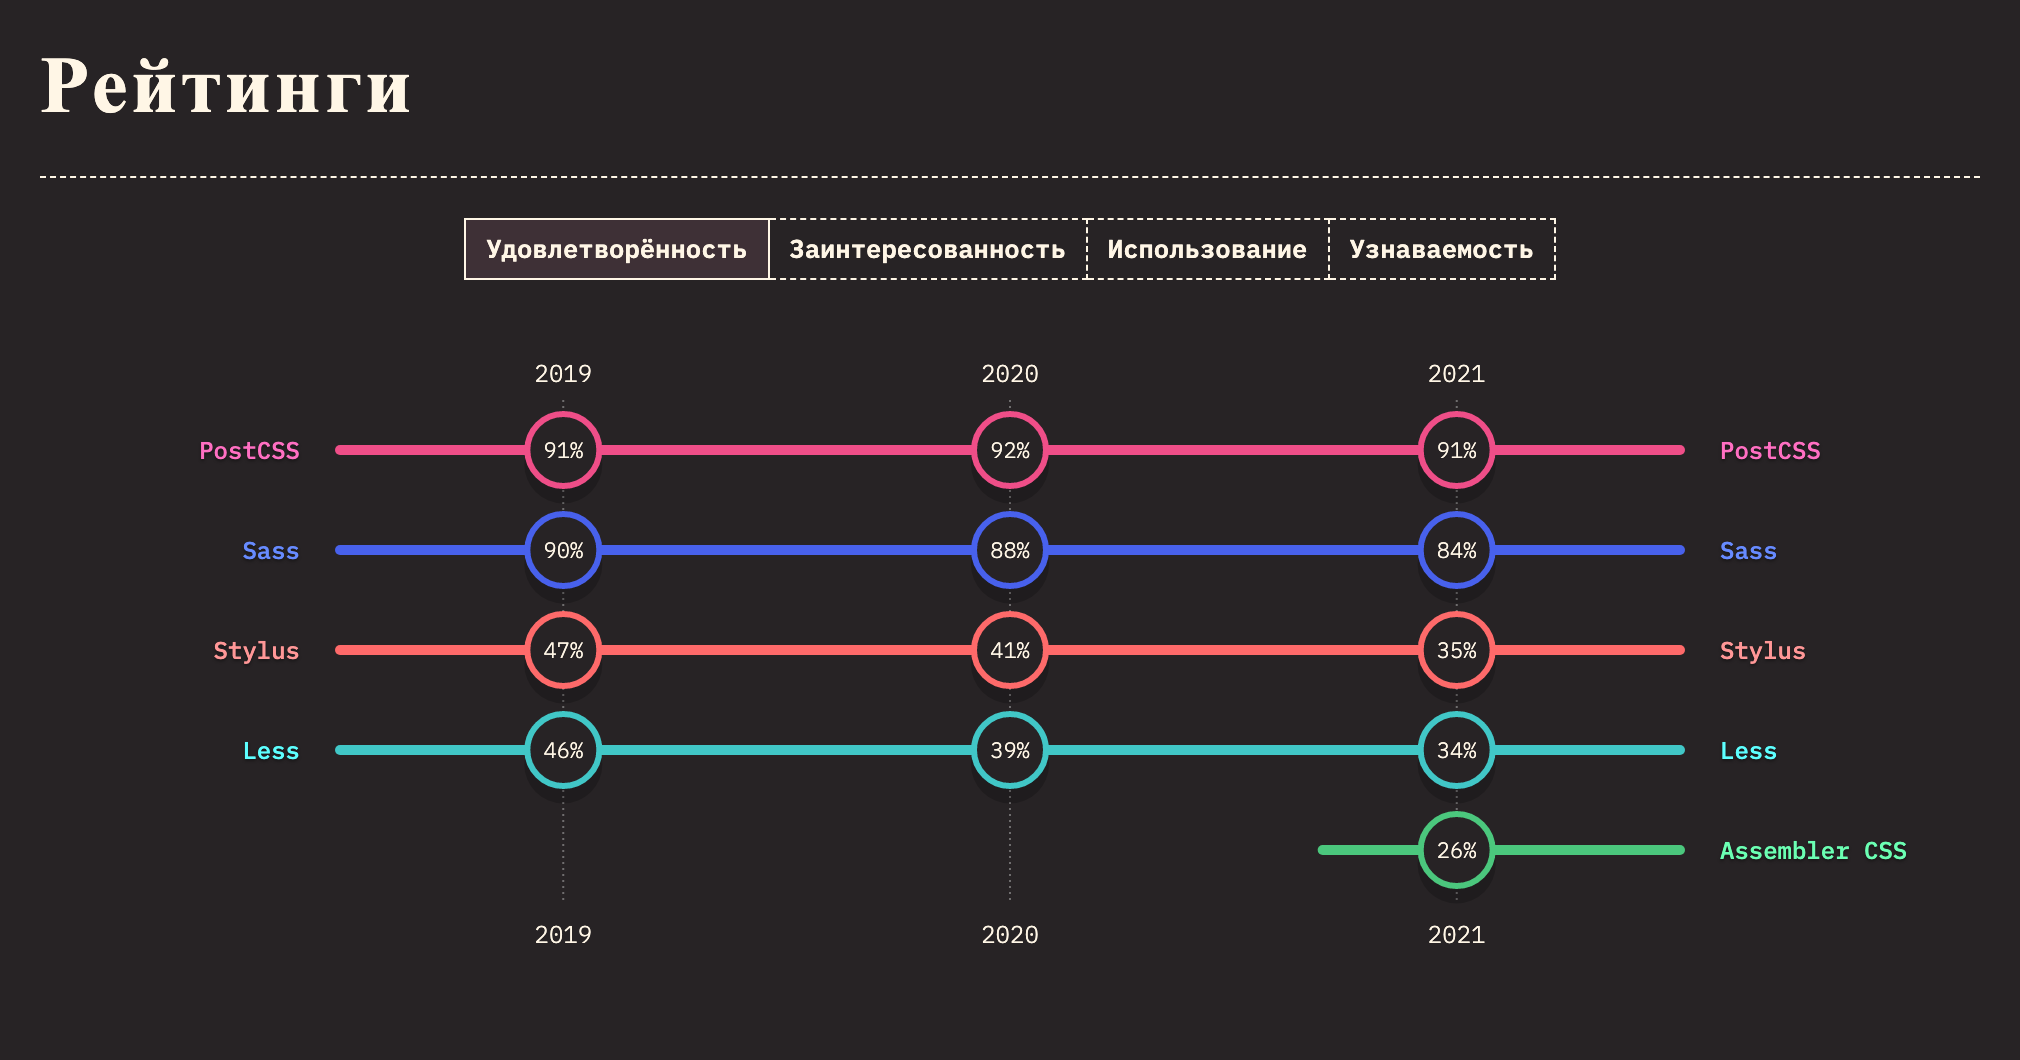 Рейтинги
Удовлетворённость Заинтересованность Использование Узнаваемость
2019 2020 2021
PostCSS 91% 92% 91% PostCSS
Sass 90% 88% 84% Sass
Stylus 47% 41% 35% Stylus
Less 46% 39% 34% Less
26% Assembler CSS
2019 2020 2021